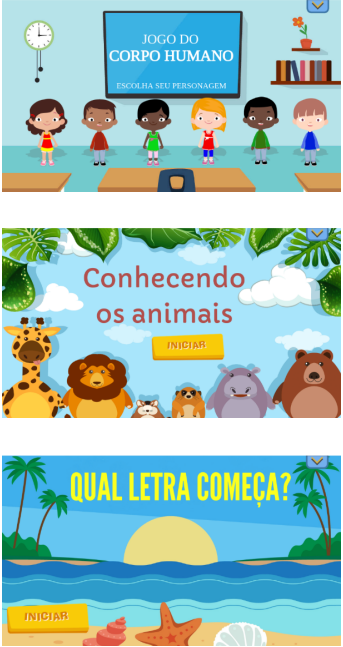 JOGO DO
CORPO HUMANO
ESCOLHA SEU PERSONAGEM
Conhecendo
os animais
INICIAR
QUAL LETRA COMEÇA?
INICIAR